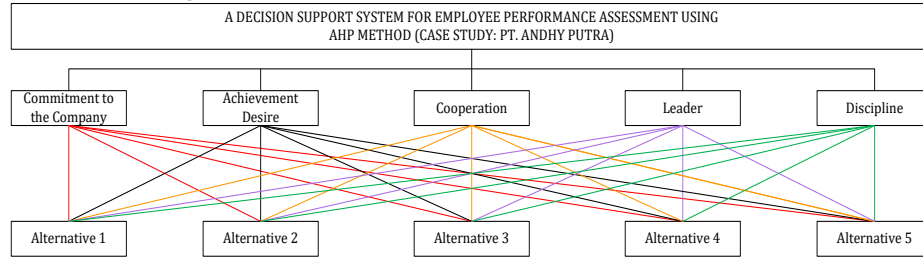 A DECISION SUPPORT SYSTEM FOR EMPLOYEE PERFORMANCE ASSESSMENT USING
AHP METHOD (CASE STUDY: PT. ANDHY PUTRA)
Commitment to
the Company
Achievement
Desire
Cooperation
Leader
Discipline
Alternative 1
Alternative 2
Alternative 3
Alternative 4
Alternative 5